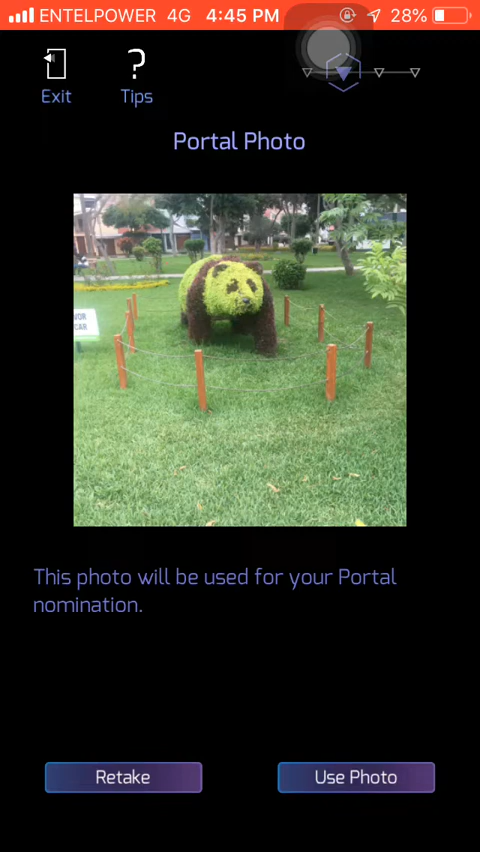 ENTELPOWER 4G 4:45 PM 28%
Exit
Tips
Portal Photo
CAR
This photo will be used for your Portal
nomination.
Retake
Use Photo